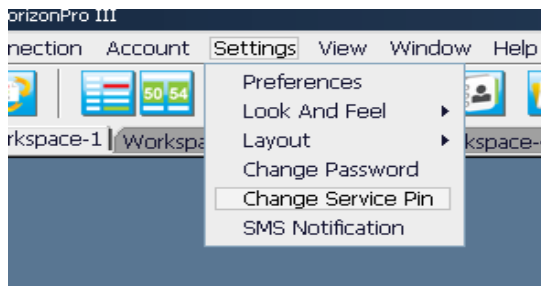 orizonPro III
nection Account Settings View Window Help
50 54
rkspace-1 Workspa kspace-
Preferences
Look And Feel
Layout
Change Password
Change Service Pin
SMS Notification